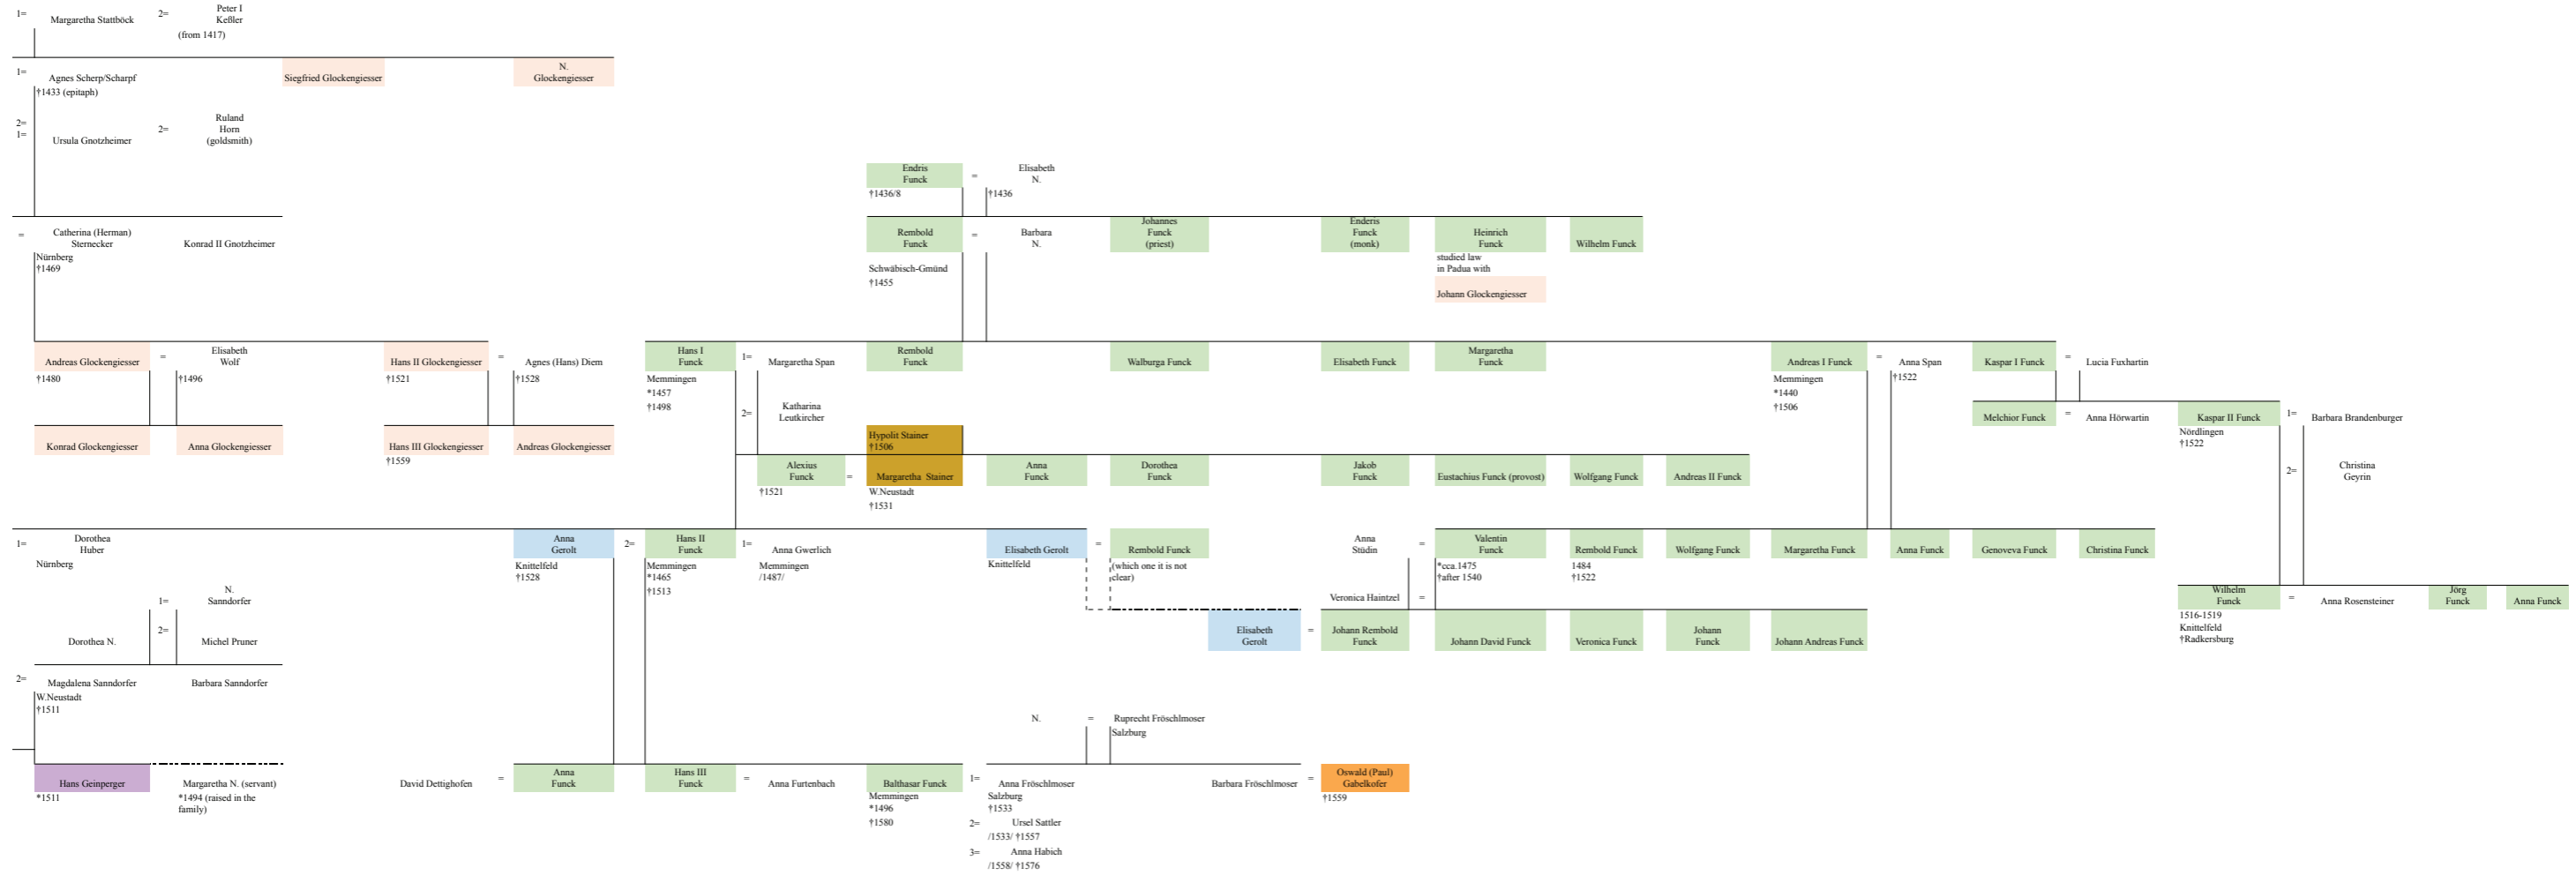 1=
Margaretha Stattböck
2=
Peter I
Keßler
(from 1417)
1=
Agnes Scherp/Scharpf
†1433 (epitaph)
Siegfried Glockengiesser
N.
Glockengiesser
2=
1=
Ursula Gnotzheimer
2=
Ruland
Horn
(goldsmith)
Endris
Funck
†1436/8
=
Elisabeth
N.
†1436
=
Catherina (Herman)
Sternecker
Nürnberg
†1469
Konrad II Gnotzheimer
Rembold
Funck
Schwäbisch-Gmünd
†1455
=
Barbara
N.
Johannes
Funck
(priest)
Enderis
Funck
(monk)
Heinrich
Funck
studied law
in Padua with
Johann Glockengiesser
Wilhelm Funck
Andreas Glockengiesser
†1480
=
Elisabeth
Wolf
†1496
Hans II Glockengiesser
†1521
=
Agnes (Hans) Diem
†1528
Hans I
Funck
Memmingen
*1457
†1498
1=
Margaretha Span
2=
Katharina
Leutkircher
Rembold
Funck
Walburga Funck
Elisabeth Funck
Margaretha
Funck
Andreas I Funck
Memmingen
*1440
†1506
=
Anna Span
†1522
Kaspar I Funck
=
Lucia Fuxhartin
Konrad Glockengiesser
Anna Glockengiesser
Hans III Glockengiesser
†1559
Andreas Glockengiesser
Hypolit Stainer
†1506
Melchior Funck
=
Anna Hörwartin
Kaspar II Funck
Nördlingen
†1522
1=
Barbara Brandenburger
2=
Christina
Geyrin
Alexius
Funck
†1521
=
Margaretha Stainer
W.Neustadt
†1531
Anna
Funck
Dorothea
Funck
Jakob
Funck
Eustachius Funck (provost)
Wolfgang Funck
Andreas II Funck
1=
Dorothea
Huber
Nürnberg
Anna
Gerolt
Knittelfeld
†1528
2=
Hans II
Funck
Memmingen
*1465
†1513
1=
Anna Gwerlich
Memmingen
/1487/
Elisabeth Gerolt
Knittelfeld
=
Rembold Funck
(which one it is not
clear)
Anna
Stüdin
=
Valentin
Funck
*cca.1475
†after 1540
Veronica Haintzel
=
Rembold Funck
1484
†1522
Wolfgang Funck
Margaretha Funck
Anna Funck
Genoveva Funck
Christina Funck
Wilhelm
Funck
1516-1519
Knittelfeld
†Radkersburg
=
Anna Rosensteiner
Jörg
Funck
Anna Funck
Dorothea N.
1=
N.
Sanndorfer
2=
Michel Pruner
Elisabeth
Gerolt
=
Johann Rembold
Funck
Johann David Funck
Veronica Funck
Johann
Funck
Johann Andreas Funck
2=
Magdalena Sanndorfer
W.Neustadt
†1511
Barbara Sanndorfer
N.
=
Ruprecht Fröschlmoser
Salzburg
Hans Geinperger
*1511
Margaretha N. (servant)
*1494 (raised in the
family)
David Dettighofen
=
Anna
Funck
Hans III
Funck
=
Anna Furtenbach
Balthasar Funck
Memmingen
*1496
†1580
1=
Anna Fröschlmoser
Salzburg
†1533
2=
Ursel Sattler
/1533/ †1557
3=
Anna Habich
/1558/ †1576
Barbara Fröschlmoser
=
Oswald (Paul)
Gabelkofer
†1559